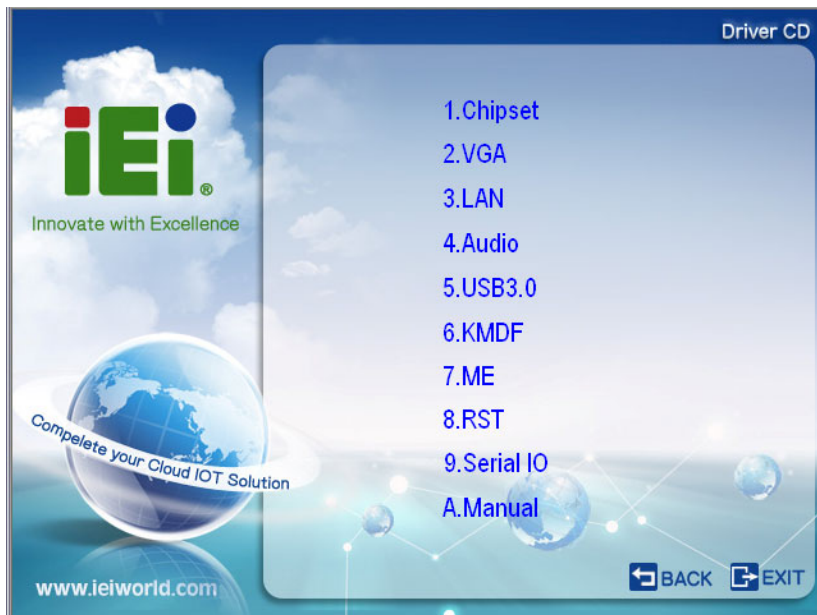 Driver CD
iEi®
Innovate with Excellence
1.Chipset
2.VGA
3.LAN
4.Audio
5.USB3.0
6.KMDF
7.ME
8.RST
9.Serial IO
A.Manual
Compelete your Cloud IOT Solution
www.ieiworld.com
BACK
EXIT